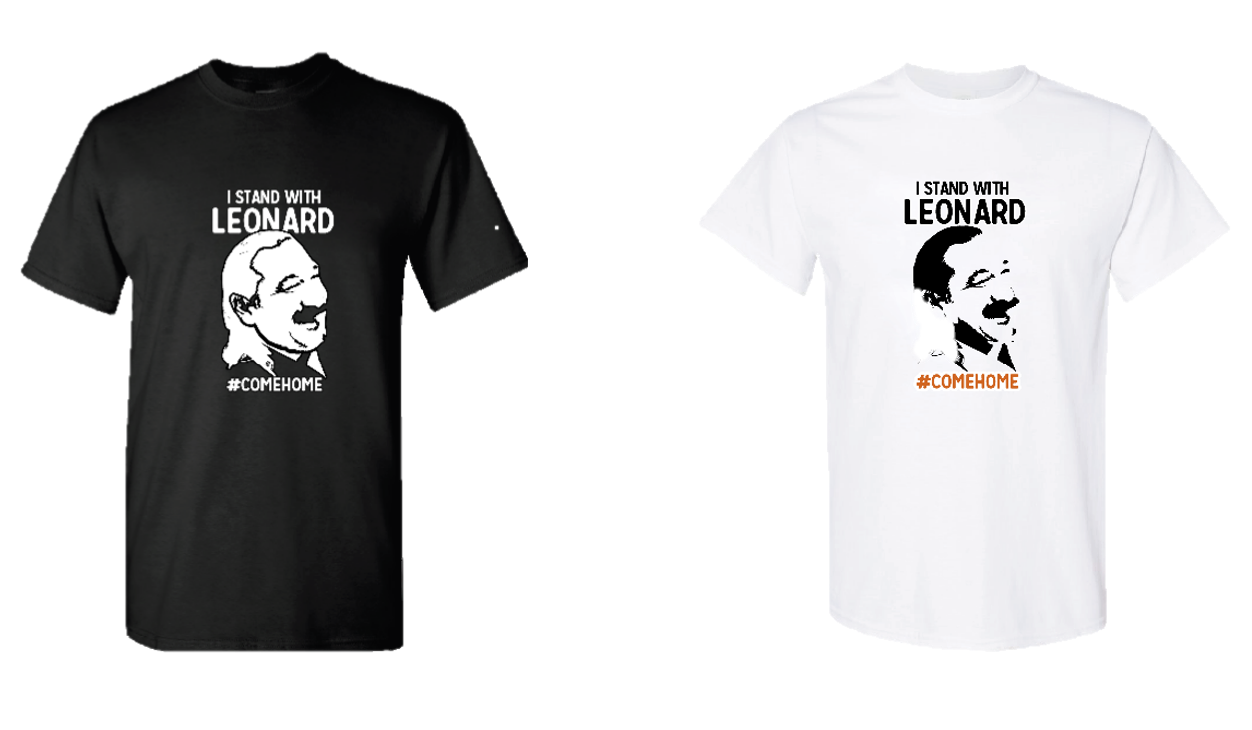 I STAND WITH
LEONARD
#COMEHOME
I STAND WITH
LEONARD
#COMEHOME